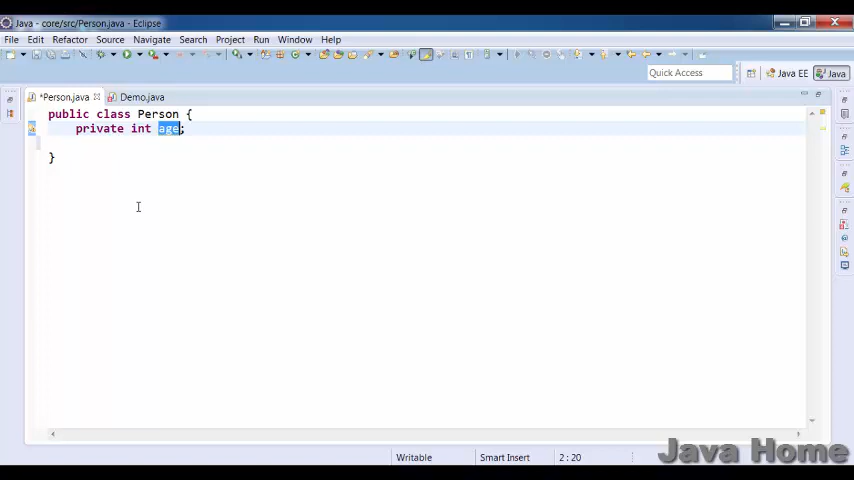 Java - core/src/Person.java - Eclipse
File Edit Refactor Source Navigate Search Project Run Window Help
Quick Access
Java EE
Java
*Person.java
Demo.java
public class Person {
private int age;
}
Writable
Smart Insert
2 : 20
Java Home